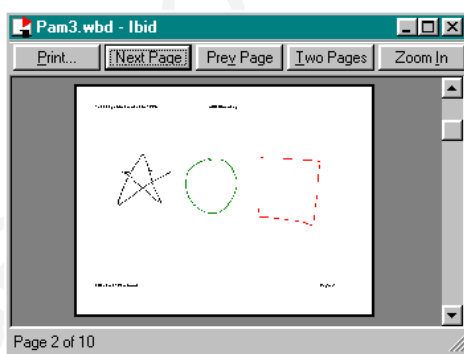 Pam3.wbd - Ibid
Print... Next Page Prev Page Two Pages Zoom In
Page 2 of 10